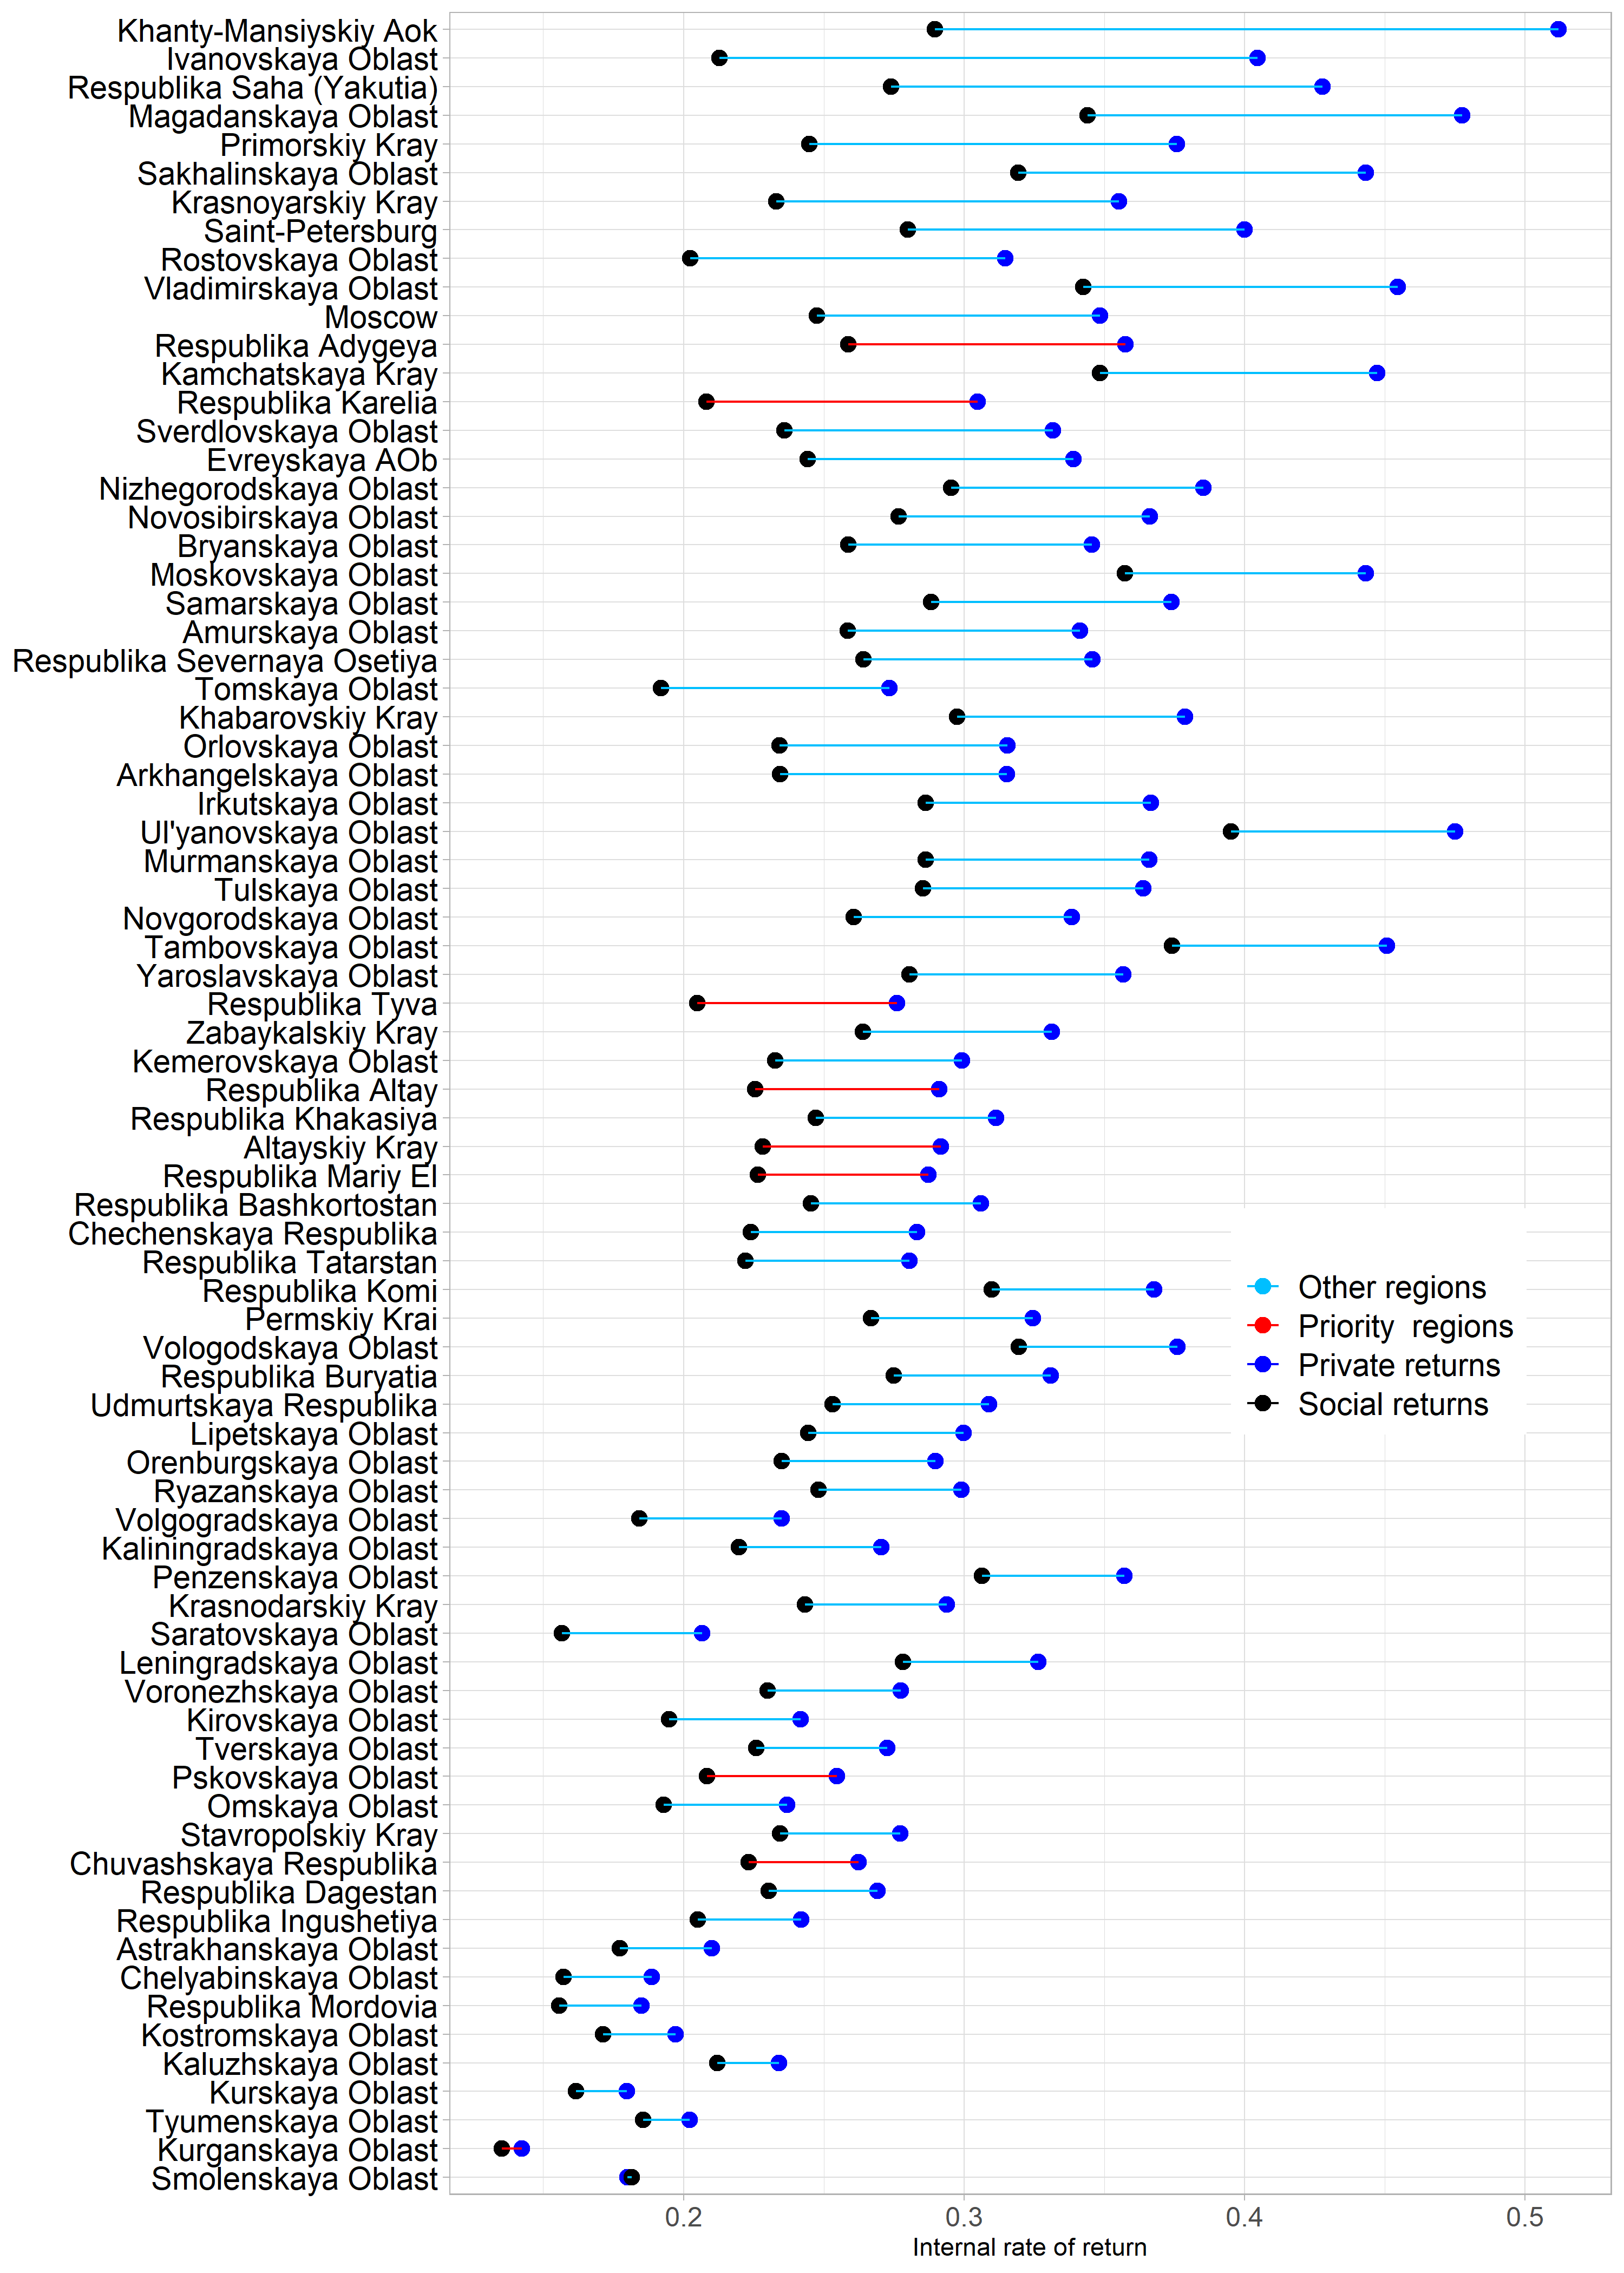 Khanty-Mansiyskiy Aok
Ivanovskaya Oblast
Respublika Saha (Yakutia)
Magadanskaya Oblast
Primorskiy Kray
Sakhalinskaya Oblast
Krasnoyarskiy Kray
Saint-Petersburg
Rostovskaya Oblast
Vladimirskaya Oblast
Moscow
Respublika Adygeya
Kamchatskaya Kray
Respublika Karelia
Sverdlovskaya Oblast
Evreyskaya AOb
Nizhegorodskaya Oblast
Novosibirskaya Oblast
Bryanskaya Oblast
Moskovskaya Oblast
Samarskaya Oblast
Amurskaya Oblast
Respublika Severnaya Osetiya
Tomskaya Oblast
Khabarovskiy Kray
Orlovskaya Oblast
Arkhangelskaya Oblast
Irkutskaya Oblast
Ul'yanovskaya Oblast
Murmanskaya Oblast
Tulskaya Oblast
Novgorodskaya Oblast
Tambovskaya Oblast
Yaroslavskaya Oblast
Respublika Tyva
Zabaykalskiy Kray
Kemerovskaya Oblast
Respublika Altay
Respublika Khakasiya
Altayskiy Kray
Respublika Mariy El
Respublika Bashkortostan
Chechenskaya Respublika
Respublika Tatarstan
Respublika Komi
Permskiy Krai
Vologodskaya Oblast
Respublika Buryatia
Udmurtskaya Respublika
Lipetskaya Oblast
Orenburgskaya Oblast
Ryazanskaya Oblast
Volgogradskaya Oblast
Kaliningradskaya Oblast
Penzenskaya Oblast
Krasnodarskiy Kray
Saratovskaya Oblast
Leningradskaya Oblast
Voronezhskaya Oblast
Kirovskaya Oblast
Tverskaya Oblast
Pskovskaya Oblast
Omskaya Oblast
Stavropolskiy Kray
Chuvashskaya Respublika
Respublika Dagestan
Respublika Ingushetiya
Astrakhanskaya Oblast
Chelyabinskaya Oblast
Respublika Mordovia
Kostromskaya Oblast
Kaluzhskaya Oblast
Kurskaya Oblast
Tyumenskaya Oblast
Kurganskaya Oblast
Smolenskaya Oblast
Other regions
Priority  regions
Private returns
Social returns
0.2 0.3 0.4 0.5
Internal rate of return